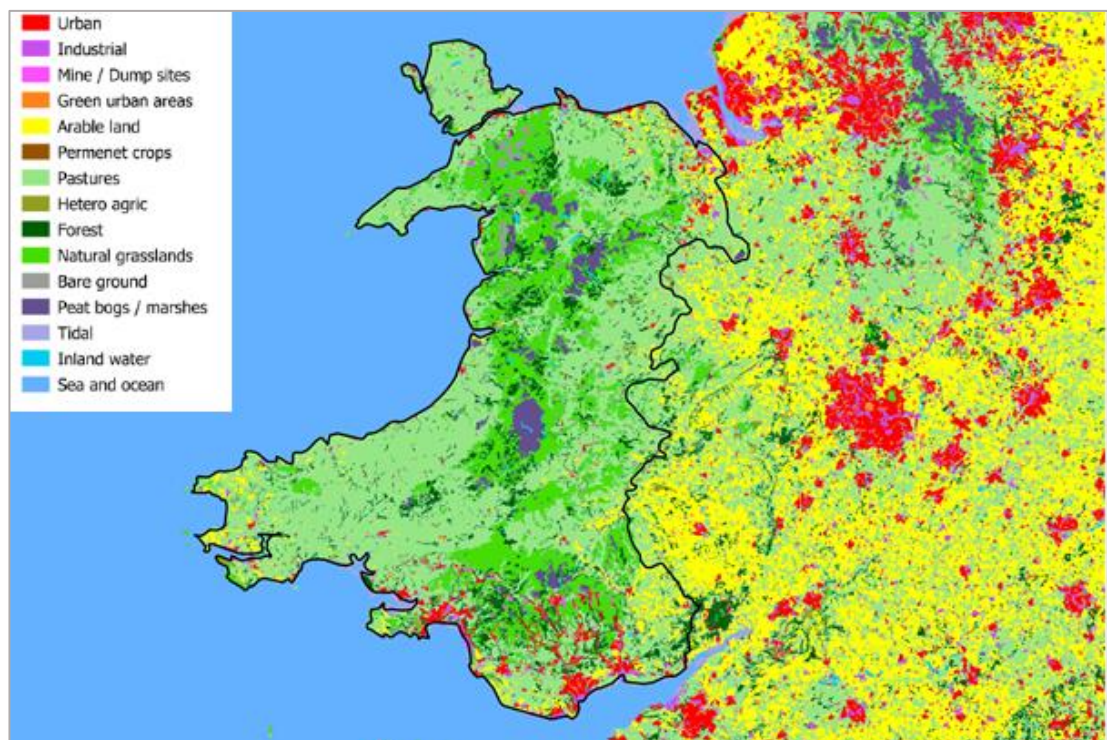 Urban
Industrial
Mine / Dump sites
Green urban areas
Arable land
Permenet crops
Pastures
Hetero agric
Forest
Natural grasslands
Bare ground
Peat bogs / marshes
Tidal
Inland water
Sea and ocean